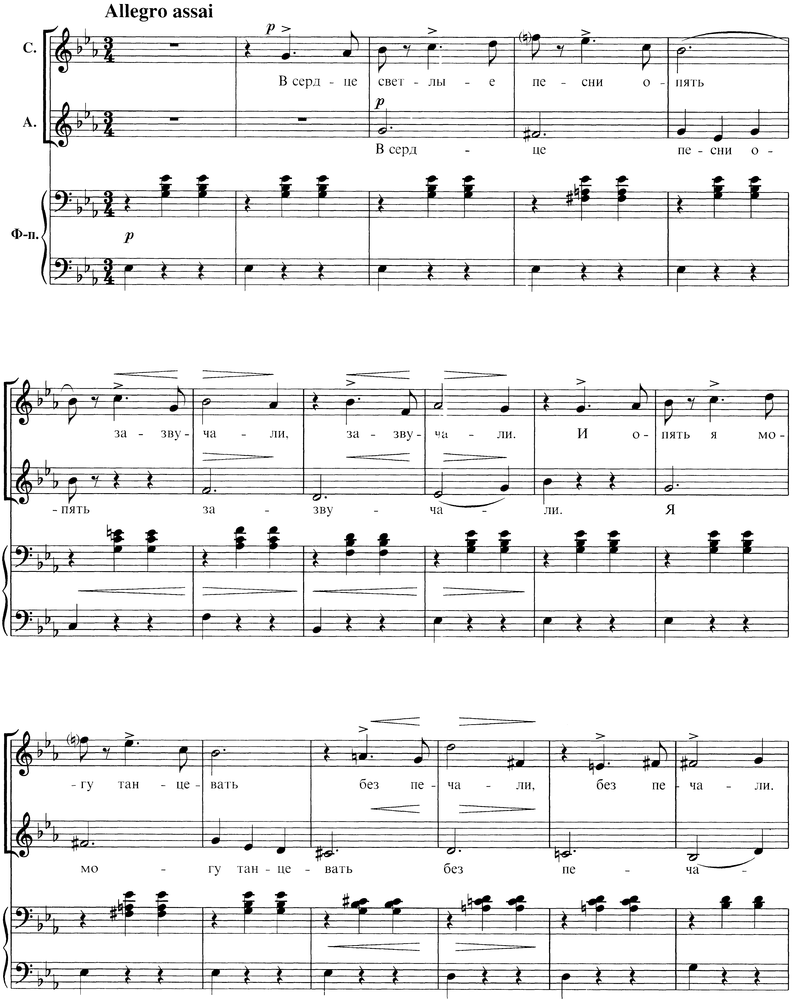 Allegro assai
С.
p
В серд - це свет - лы - е пе - сни о - пять
А.
p
В серд - це пе - сни о -
Ф-п.
p
за - зву - ча - ли, за - зву - ча - ли. И о - пять я мо -
- пять за - зву - ча - ли. Я
- гу тан - це - вать без пе - ча - ли, без пе - ча - ли.
мо - гу тан - це - вать без пе - ча -